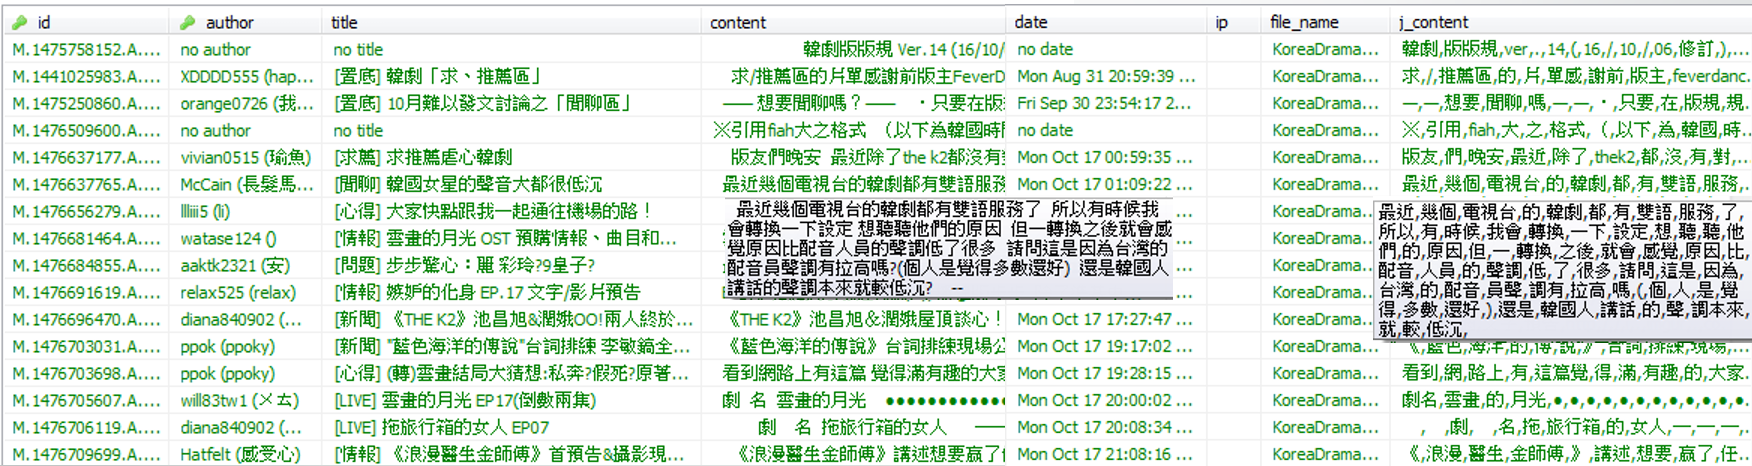 id author title content date ip file_name j_content
M.1475758152.A.... no author no title 韓劇版版規 Ver.14 (16/10/ no date KoreaDrama... 韓劇,版版規,ver,.,14,(,16,/,10,/,06,修訂,),...
M.1441025983.A.... XDDDD555 (hap... [置底] 韓劇「求、推薦區」 求/推薦區的片單感謝前版主FeverD Mon Aug 31 20:59:39 ... KoreaDrama... 求,/,推薦區,的,片,單,感謝,前版主,feverdanc.
M.1475250860.A.... orange0726 (我... [置底] 10月難以發文討論之「閒聊區」 —— 想要閒聊嗎？—— ・只要在版 Fri Sep 30 23:54:17 2... KoreaDrama... —,—,想要,閒聊,嗎,—,—,・,只要,在,版規,規.
M.1476509600.A.... no author no title ※引用fiah大之格式 （以下為韓國時間 no date KoreaDrama... ※,引用,fiah,大,之,格式,（,以下,為,韓國,時...
M.1476637177.A.... vivian0515 (瑜魚) [求薦] 求推薦虐心韓劇 版友們晚安 最近除了the k2都沒有對 Mon Oct 17 00:59:35 ... KoreaDrama... 版友,們,晚安,最近,除了,thek2,都,沒,有,對,...
M.1476637765.A.... McCain (長髮馬... [閒聊] 韓國女星的聲音大都很低沉 最近幾個電視台的韓劇都有雙語服務 Mon Oct 17 01:09:22 ... KoreaDrama... 最近,幾個,電視台,的,韓劇,都,有,雙語,服務,.
M.1476656279.A.... llliii5 (li) [心得] 大家快點跟我一起通往機場的路！
M.1476681464.A.... watase124 () ['情報] 雲畫的月光 OST 預購情報、曲目和...
M.1476684855.A.... aaktk2321 (安) [問題] 步步驚心：麗 彩玲?9皇子?
M.1476691619.A.... relax525 (relax) ['情報] 嫉妒的化身 EP.17 文字/影片預告
最近幾個電視台的韓劇都有雙語服務了 所以有時候我
會轉換一下設定 想聽聽他們的原因 但一轉換之後就會感
覺原因比配音人員的聲調低了很多 請問這是因為台灣的
配音員聲調有拉高嗎?(個人是覺得多數還好) 還是韓國人
講話的聲調本來就較低沉? --
最近,幾個,電視台,的,韓劇,都,有,雙語,服務,了,
所以,有,時候,我會,轉換,一下,設定,想,聽,聽,他
們,的,原因,但,一,轉換,之後,就會,感覺,原因,比,
配音,人員,的,聲調,低,了,很多,請問,這是,因為,
台灣,的,配音,員聲,調有,拉高,嗎,(,個,人,是,覺
得,多數,還好,),還是,韓國人,講話,的,聲,調本來,
就,較,低沉,
M.1476696470.A.... diana840902 (... [新聞] 《THE K2》池昌旭&潤娥OO!兩人終於... 《THE K2》池昌旭＆潤娥屋頂談心！ Mon Oct 17 17:27:47 ... KoreaDrama...
M.1476703031.A.... ppok (ppoky) [新聞] "藍色海洋的傳說"台詞排練 李敏鎬全... 《藍色海洋的傳說》台詞排練現場公 Mon Oct 17 19:17:02 ... KoreaDrama... 《,藍色,海洋,的,傳,說,》,台詞,排練,現場,...
M.1476703698.A.... ppok (ppoky) [心得] (轉)雲畫結局大猜想:私奔?假死?原著... 看到網路上有這篇 覺得滿有趣的大家 Mon Oct 17 19:28:15 ... KoreaDrama... 看到,網,路上,有,這篇,覺,得,滿,有趣,的,大家.
M.1476705607.A.... will83tw1 (ㄨㄊ) [LIVE] 雲畫的月光 EP17(倒數兩集) 劇 名 雲畫的月光 ●●●●●●●●●●● Mon Oct 17 20:00:02 ... KoreaDrama... 劇名,雲畫,的,月光,●,●,●,●,●,●,●,●,●,●,●.
M.1476706119.A.... diana840902 (... [LIVE] 拖旅行箱的女人 EP07 劇 名 拖旅行箱的女人 —— Mon Oct 17 20:08:34 ... KoreaDrama... , ,劇, ,名,拖,旅行箱,的,女人,—,—,—,.
M.1476709699.A.... Hatfelt (感受心) ['情報] 《浪漫醫生金師傅》首預告&攝影現... 《浪漫醫生金師傅》講述想要贏了任 Mon Oct 17 21:08:16 ... KoreaDrama... 《,浪漫,醫生,金師傅,》,講述,想要,贏,了,任...